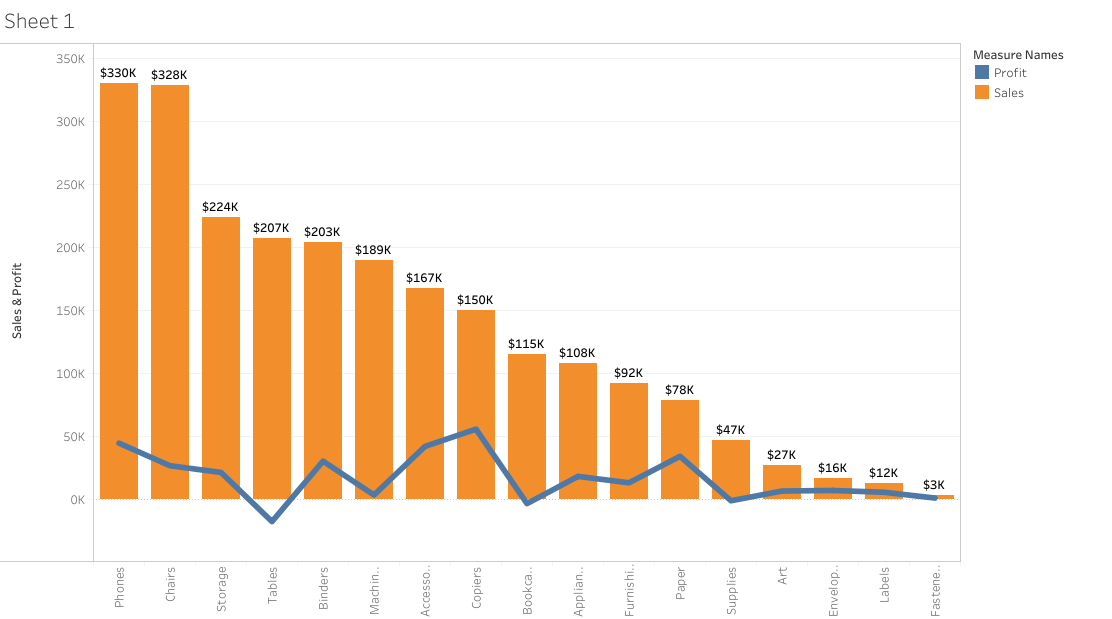 Sheet 1
Measure Names
Profit
Sales
Sales & Profit
350K
300K
250K
200K
150K
100K
50K
0K
$330K
$328K
$224K
$207K
$203K
$189K
$167K
$150K
$115K
$108K
$92K
$78K
$47K
$27K
$16K
$12K
$3K
Phones
Chairs
Storage
Tables
Binders
Machin..
Accesso..
Copiers
Bookca..
Applian..
Furnishi..
Paper
Supplies
Art
Envelop..
Labels
Fastene..